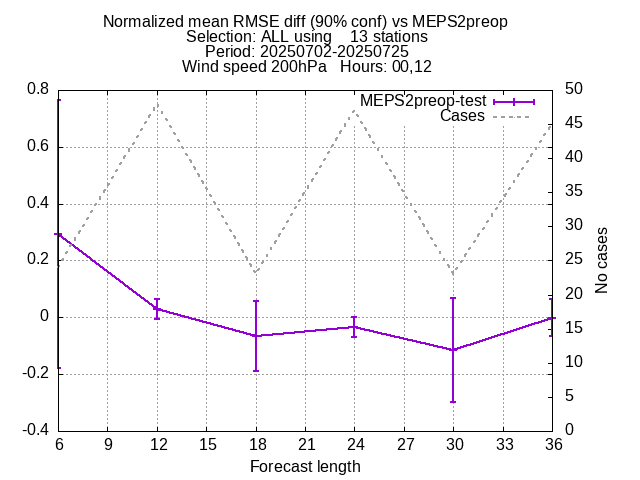 Normalized mean RMSE diff (90% conf) vs MEPS2preop
Selection: ALL using    13 stations
Period: 20250702-20250725
Wind speed 200hPa   Hours: 00,12
MEPS2preop-test
Cases
0.8
0.6
0.4
0.2
0
-0.2
-0.4
50
45
40
35
30
25
20
15
10
5
0
No cases
6 9 12 15 18 21 24 27 30 33 36
Forecast length